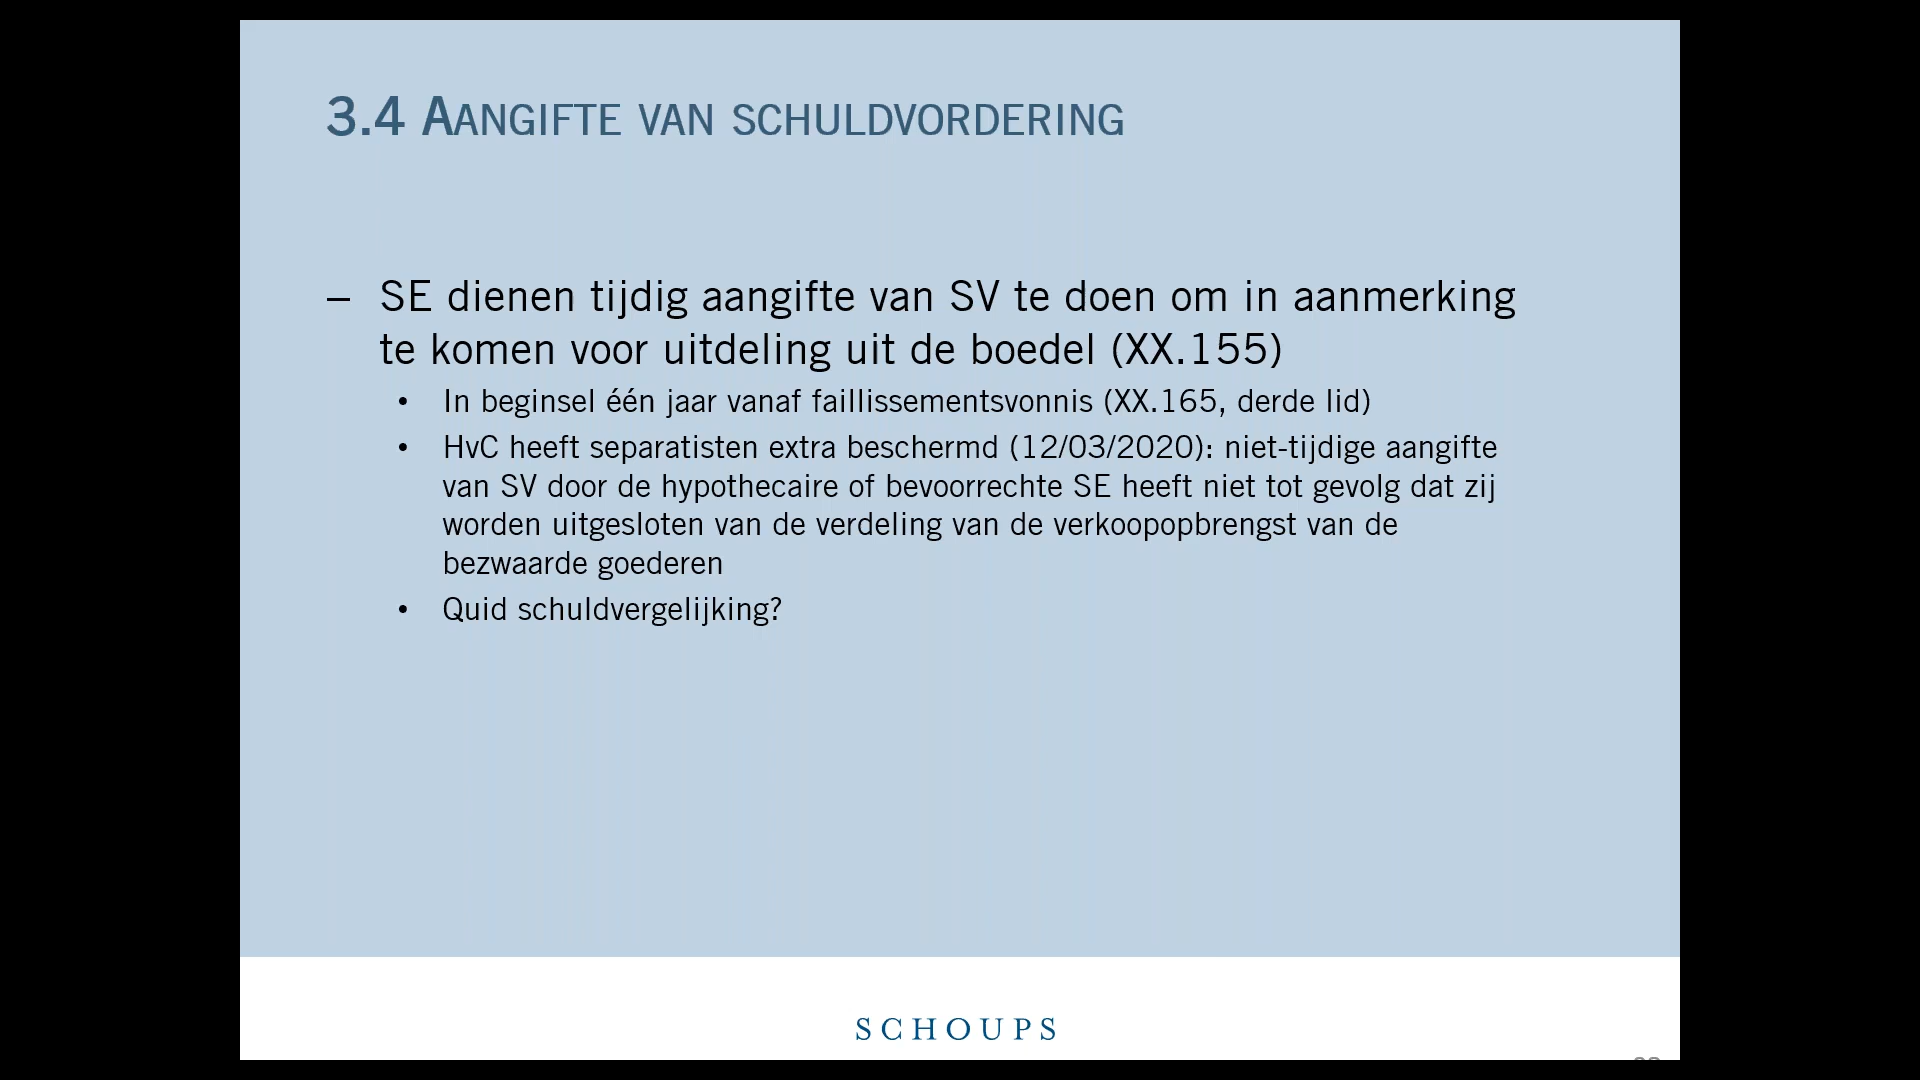 3.4 Aangifte van schuldvordering
– SE dienen tijdig aangifte van SV te doen om in aanmerking
te komen voor uitdeling uit de boedel (XX.155)
• In beginsel één jaar vanaf faillissementsvonnis (XX.165, derde lid)
• HvC heeft separatisten extra beschermd (12/03/2020): niet-tijdige aangifte
van SV door de hypothecaire of bevoorrechte SE heeft niet tot gevolg dat zij
worden uitgesloten van de verdeling van de verkoopopbrengst van de
bezwaarde goederen
• Quid schuldvergelijking?
SCHOUPS